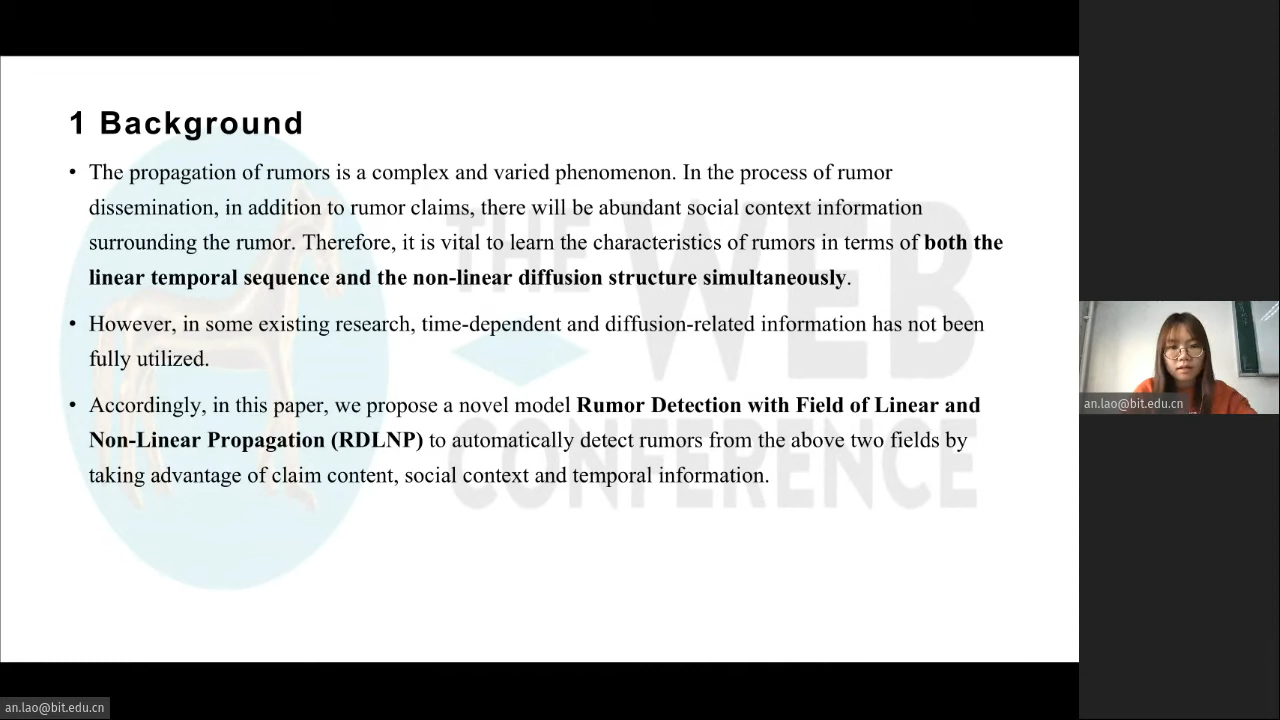 1 Background
• The propagation of rumors is a complex and varied phenomenon. In the process of rumor
dissemination, in addition to rumor claims, there will be abundant social context information
surrounding the rumor. Therefore, it is vital to learn the characteristics of rumors in terms of both the
linear temporal sequence and the non-linear diffusion structure simultaneously.
• However, in some existing research, time-dependent and diffusion-related information has not been
fully utilized.
• Accordingly, in this paper, we propose a novel model Rumor Detection with Field of Linear and
Non-Linear Propagation (RDLNP) to automatically detect rumors from the above two fields by
taking advantage of claim content, social context and temporal information.
THE WEB
CONFERENCE
an.lao@bit.edu.cn
an.lao@bit.edu.cn